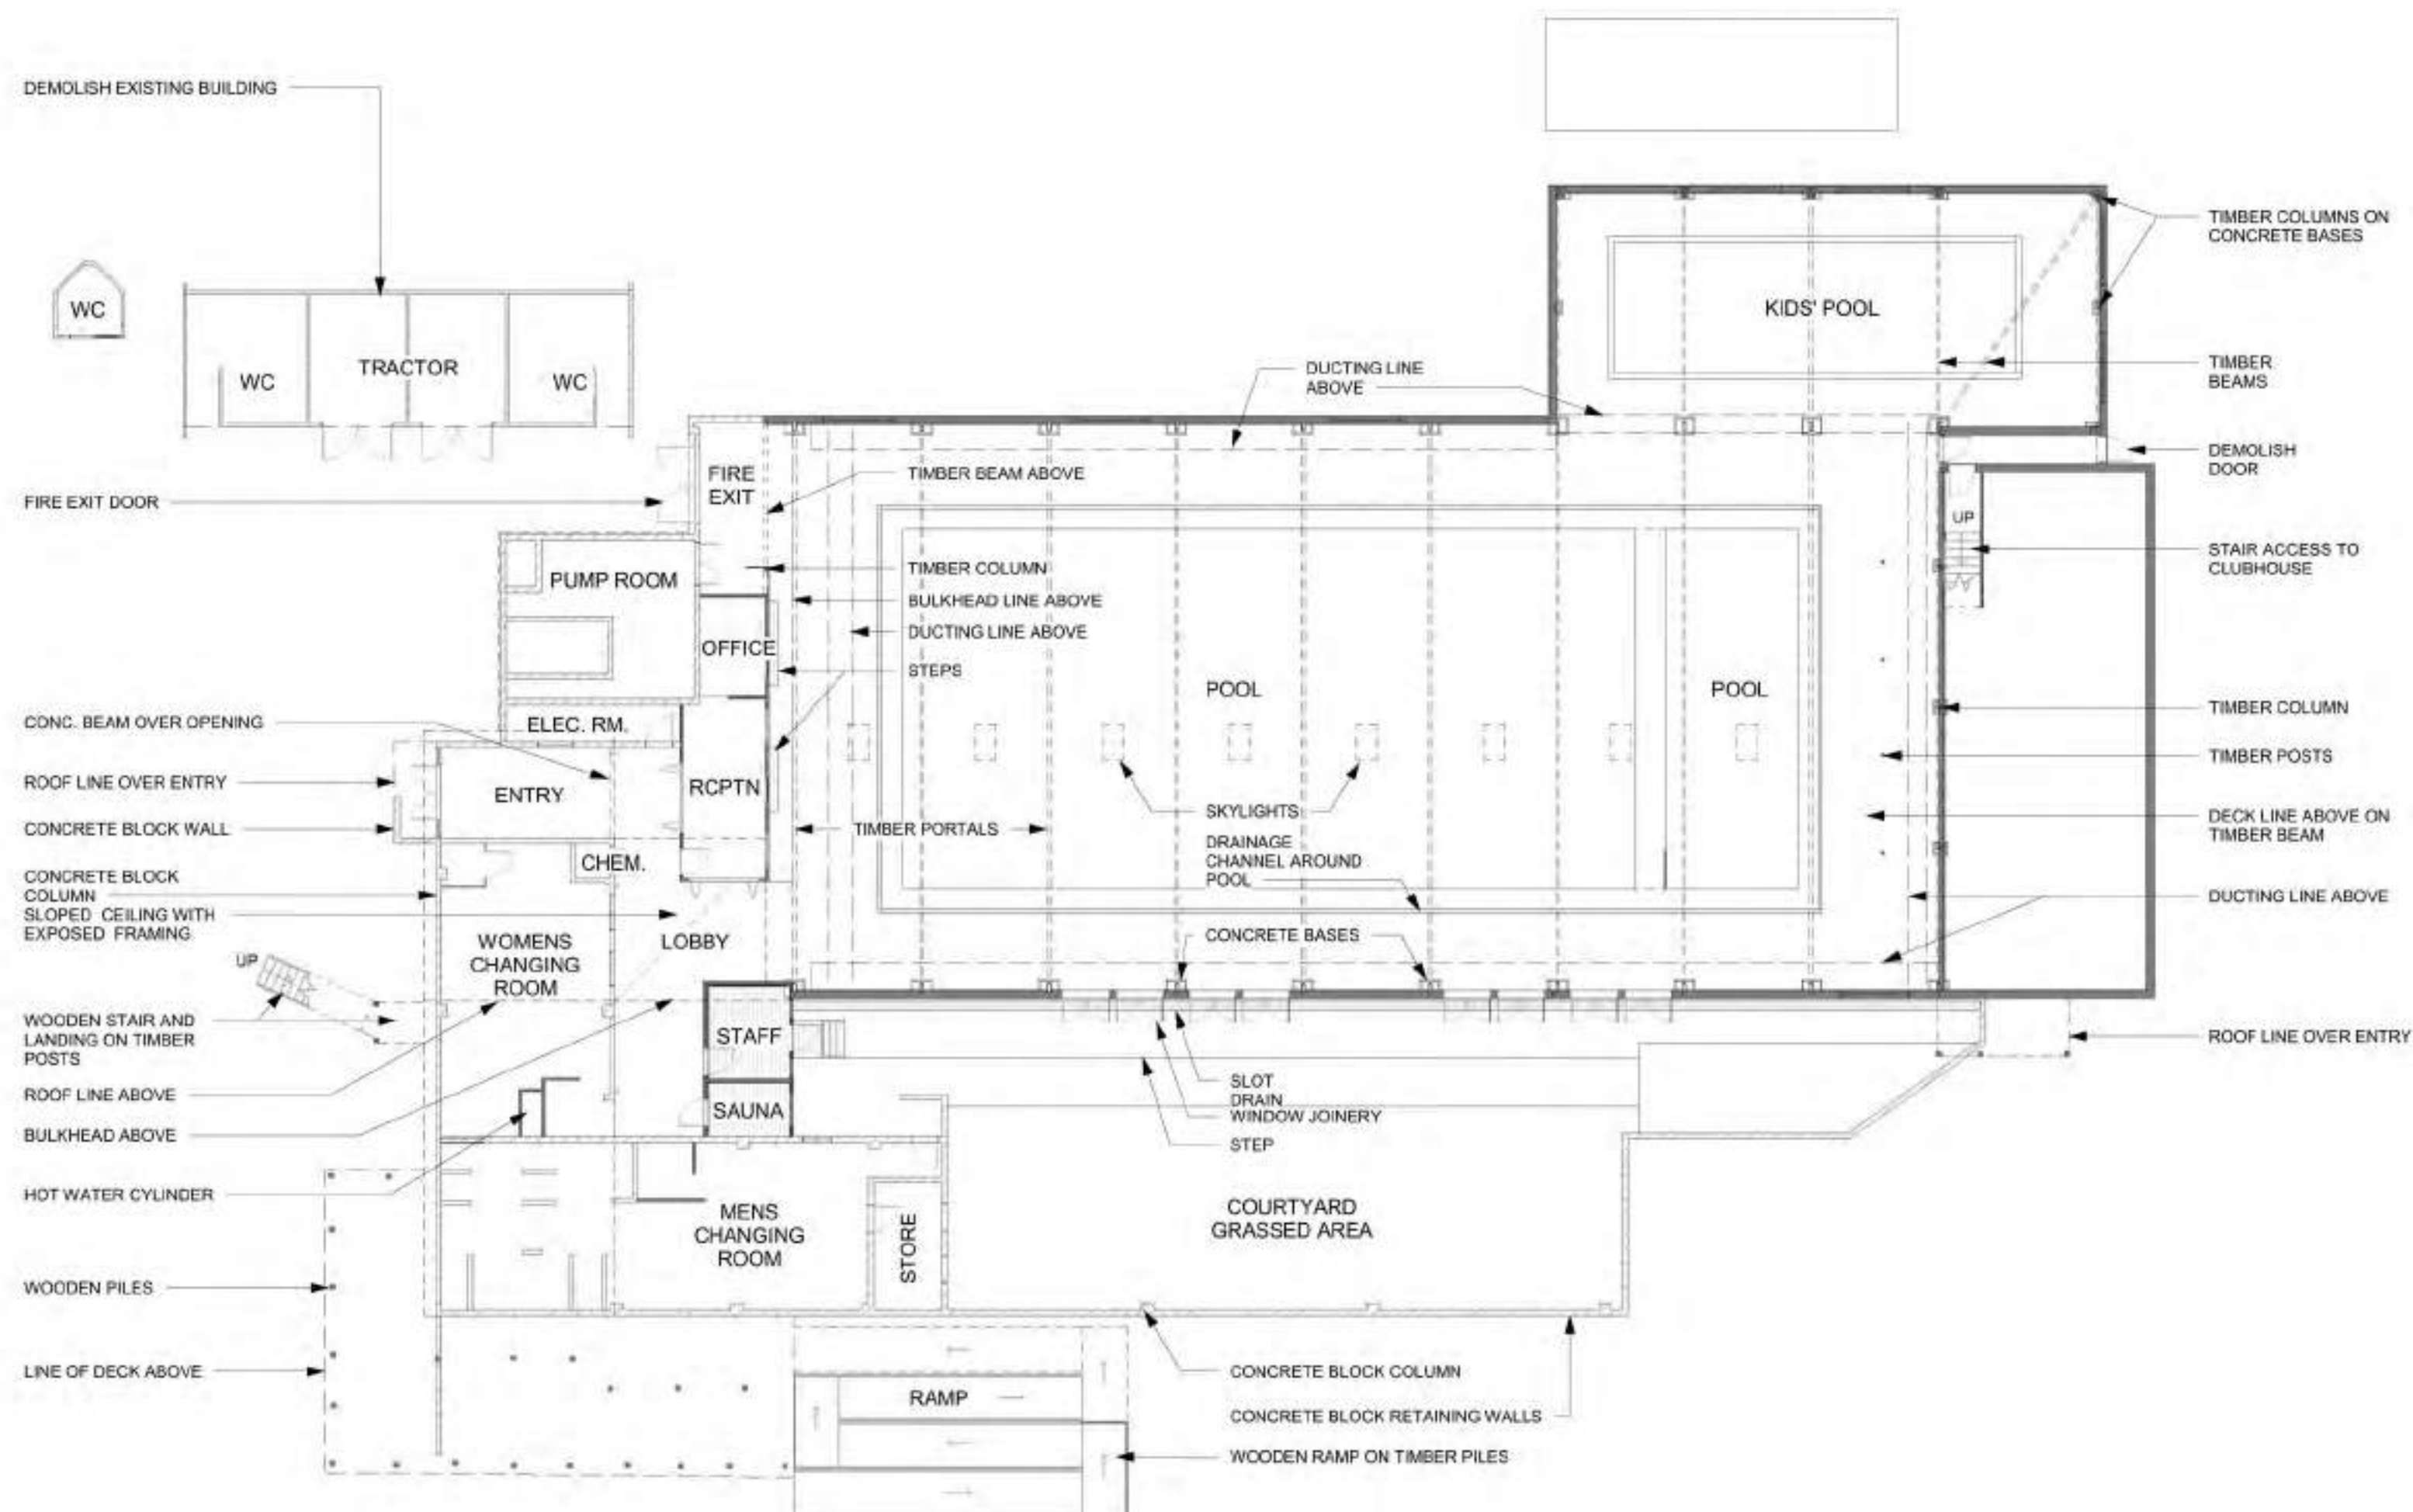 DEMOLISH EXISTING BUILDING
WC
WC
TRACTOR
WC
FIRE EXIT DOOR
CONC. BEAM OVER OPENING
ROOF LINE OVER ENTRY
CONCRETE BLOCK WALL
CONCRETE BLOCK
COLUMN
SLOPED CEILING WITH
EXPOSED FRAMING
UP
WOODEN STAIR AND
LANDING ON TIMBER
POSTS
ROOF LINE ABOVE
BULKHEAD ABOVE
HOT WATER CYLINDER
WOODEN PILES
LINE OF DECK ABOVE
FIRE
EXIT
PUMP ROOM
OFFICE
ELEC. RM.
ENTRY
RCPTN
CHEM.
WOMENS
CHANGING
ROOM
LOBBY
STAFF
SAUNA
MENS
CHANGING
ROOM
STORE
RAMP
DUCTING LINE
ABOVE
TIMBER BEAM ABOVE
TIMBER COLUMN
BULKHEAD LINE ABOVE
DUCTING LINE ABOVE
STEPS
POOL
POOL
TIMBER PORTALS
SKYLIGHTS
DRAINAGE
CHANNEL AROUND
POOL
CONCRETE BASES
SLOT
DRAIN
WINDOW JOINERY
STEP
COURTYARD
GRASSED AREA
CONCRETE BLOCK COLUMN
CONCRETE BLOCK RETAINING WALLS
WOODEN RAMP ON TIMBER PILES
KIDS' POOL
UP
TIMBER COLUMNS ON
CONCRETE BASES
TIMBER
BEAMS
DEMOLISH
DOOR
STAIR ACCESS TO
CLUBHOUSE
TIMBER COLUMN
TIMBER POSTS
DECK LINE ABOVE ON
TIMBER BEAM
DUCTING LINE ABOVE
ROOF LINE OVER ENTRY